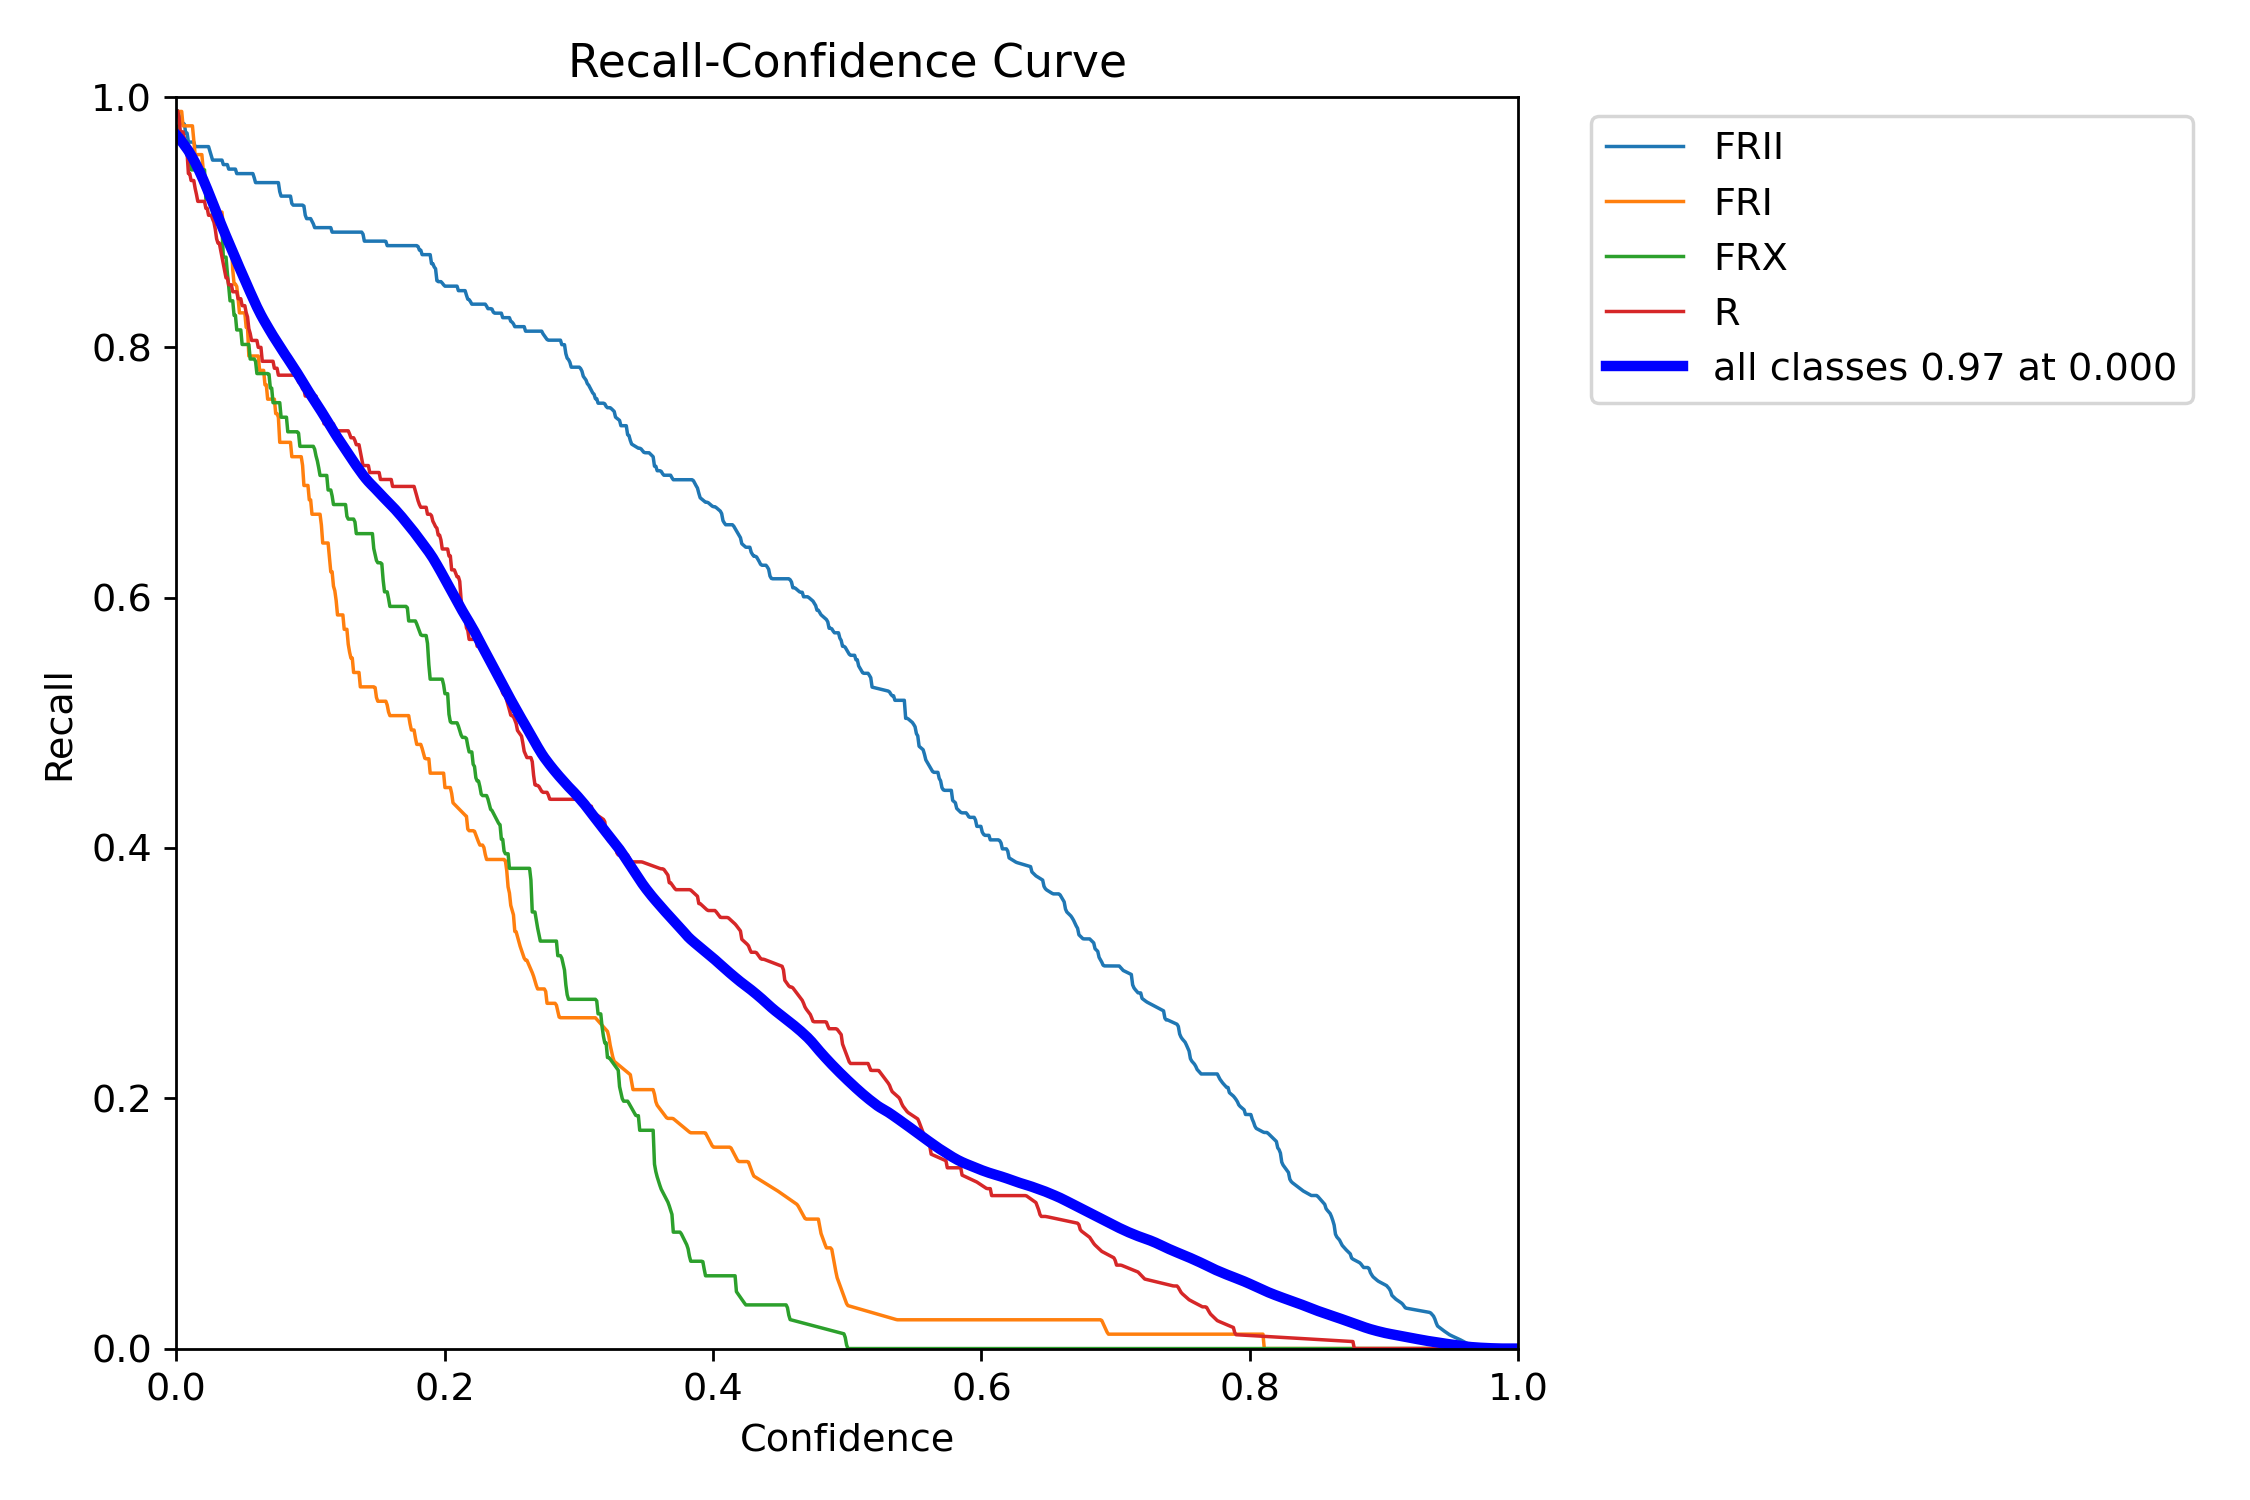 Recall-Confidence Curve
1.0
0.8
0.6
0.4
0.2
0.0
Recall
0.0 0.2 0.4 0.6 0.8 1.0
Confidence
FRII
FRI
FRX
R
all classes 0.97 at 0.000